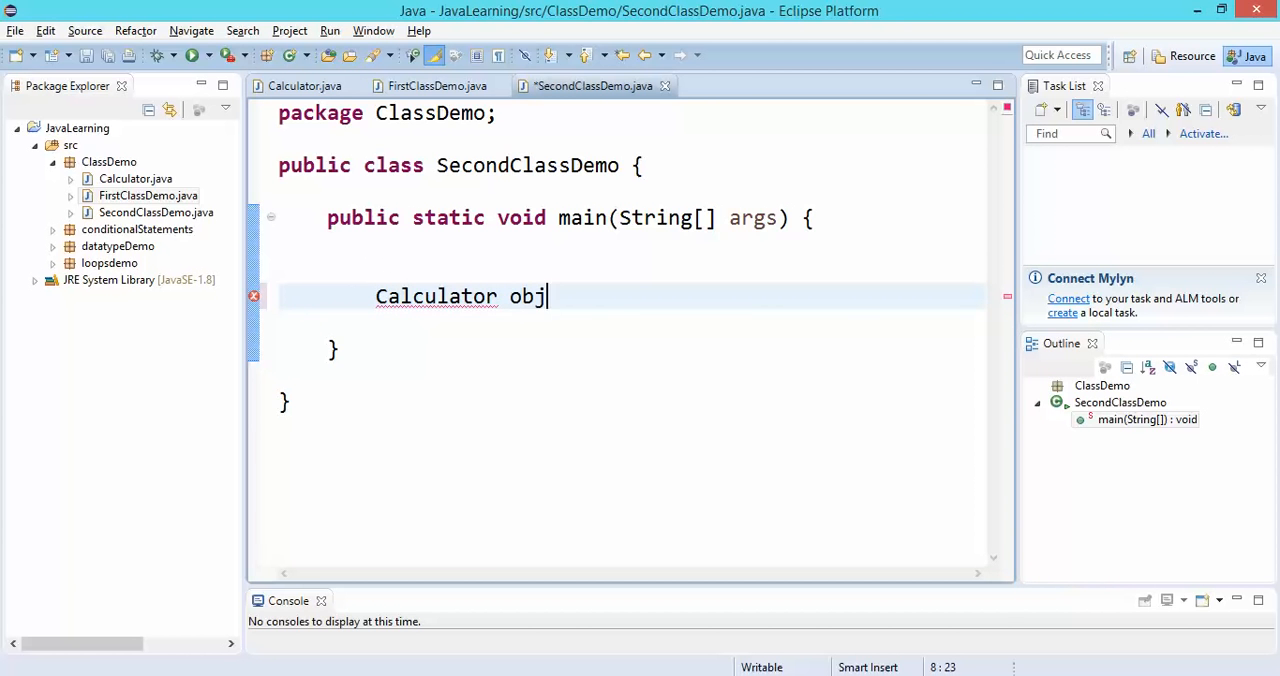 Java - JavaLearning/src/ClassDemo/SecondClassDemo.java - Eclipse Platform
File Edit Source Refactor Navigate Search Project Run Window Help
Quick Access Resource Java
Package Explorer
JavaLearning
src
ClassDemo
Calculator.java
FirstClassDemo.java
SecondClassDemo.java
conditionalStatements
datatypeDemo
loopsdemo
JRE System Library [JavaSE-1.8]
Calculator.java FirstClassDemo.java *SecondClassDemo.java
package ClassDemo;
public class SecondClassDemo {
public static void main(String[] args) {
Calculator obj
}
}
Task List
Find All Activate...
Connect Mylyn
Connect to your task and ALM tools or
create a local task.
Outline
ClassDemo
SecondClassDemo
main(String[]) : void
Console
No consoles to display at this time.
Writable Smart Insert 8 : 23